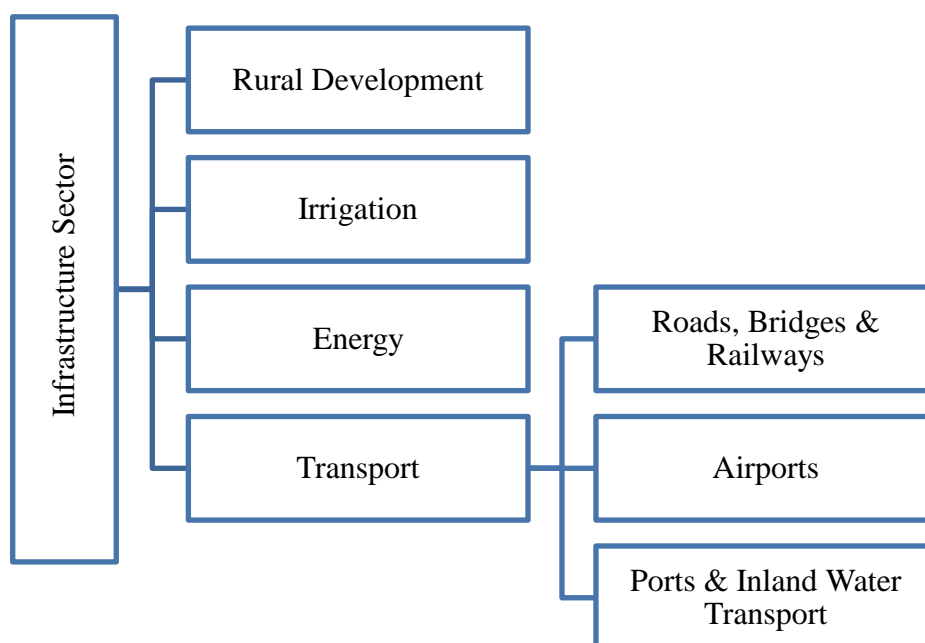 Infrastructure Sector
Rural Development
Irrigation
Energy
Transport
Roads, Bridges &
Railways
Airports
Ports & Inland Water
Transport